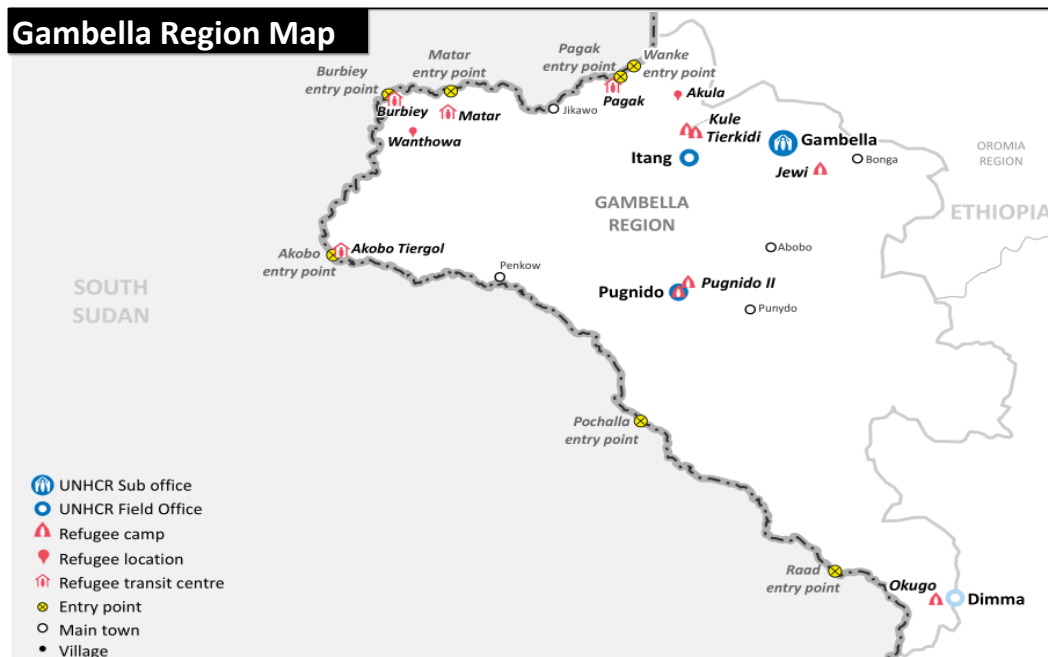 Gambella Region Map
Pagak
entry point
Wanke
entry point
Matar
entry point
Burbiey
entry point
Burbiey
Matar
Wanthowa
Jikawo
Pagak
Akula
Kule
Tierkidi
Itang
Gambella
Jewi
Bonga
OROMIA
REGION
GAMBELLA
REGION
ETHIOPIA
Akobo
entry point
Akobo Tiergol
Penkow
Abobo
SOUTH
SUDAN
Pugnido
Pugnido II
Punydo
Pochalla
entry point
Raad
entry point
Okugo
Dimma
UNHCR Sub office
UNHCR Field Office
Refugee camp
Refugee location
Refugee transit centre
Entry point
Main town
Village